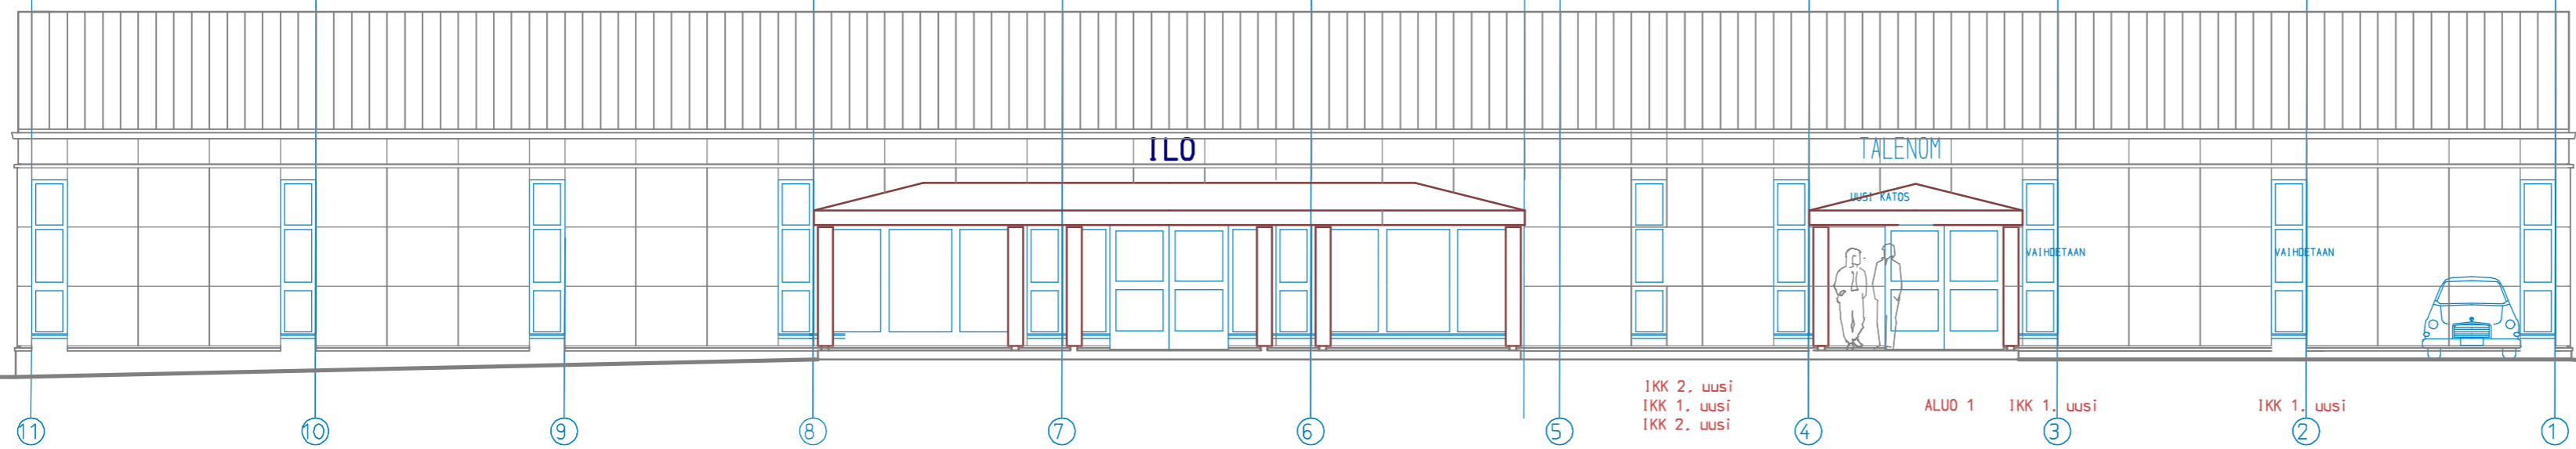 ILO
TALENOM
UUSI KATOS
VAIHDETAAN
VAIHDETAAN
IKK 2. uusi
IKK 1. uusi
IKK 2. uusi
ALUO 1
IKK 1. uusi
IKK 1. uusi
11
10
9
8
7
6
5
4
3
2
1